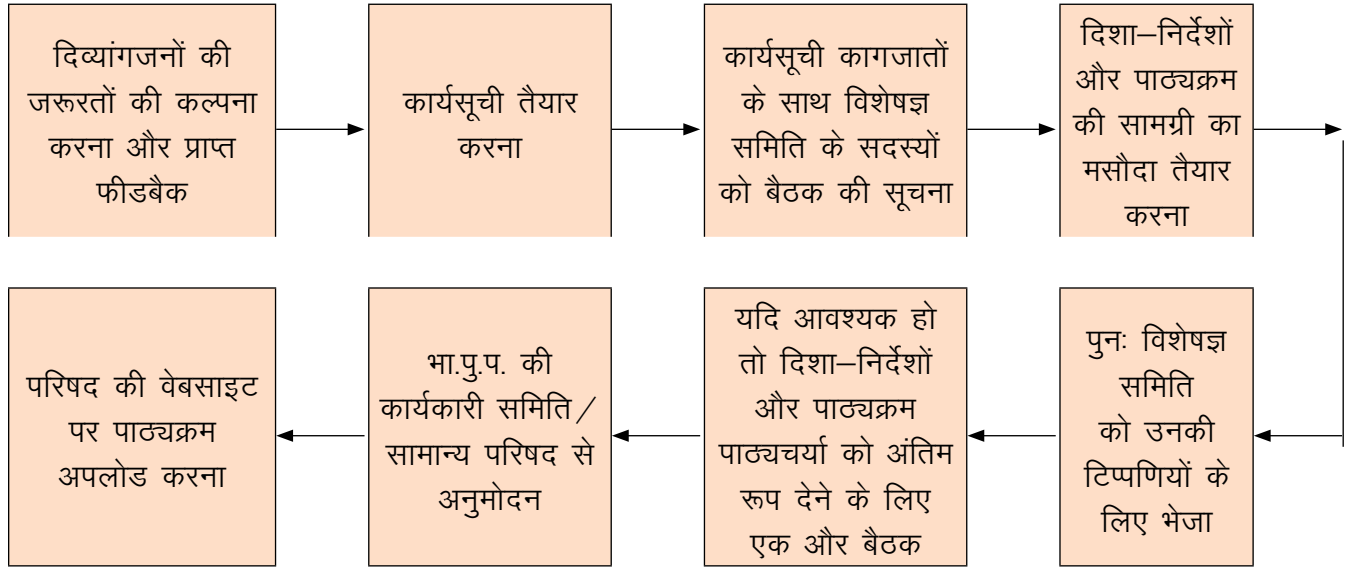 दिव्यांगजनों की
जरूरतों की कल्पना
करना और प्राप्त
फीडबैक
कार्यसूची तैयार
करना
कार्यसूची कागजातों
के साथ विशेषज्ञ
समिति के सदस्यों
को बैठक की सूचना
दिशा–निर्देशों
और पाठ्यक्रम
की सामग्री का
मसौदा तैयार
करना
पुनः विशेषज्ञ
समिति
को उनकी
टिप्पणियों के
लिए भेजा
यदि आवश्यक हो
तो दिशा–निर्देशों
और पाठ्यक्रम
पाठ्यचर्या को अंतिम
रूप देने के लिए
एक और बैठक
भा.पु.प. की
कार्यकारी समिति/
सामान्य परिषद से
अनुमोदन
परिषद की वेबसाइट
पर पाठ्यक्रम
अपलोड करना